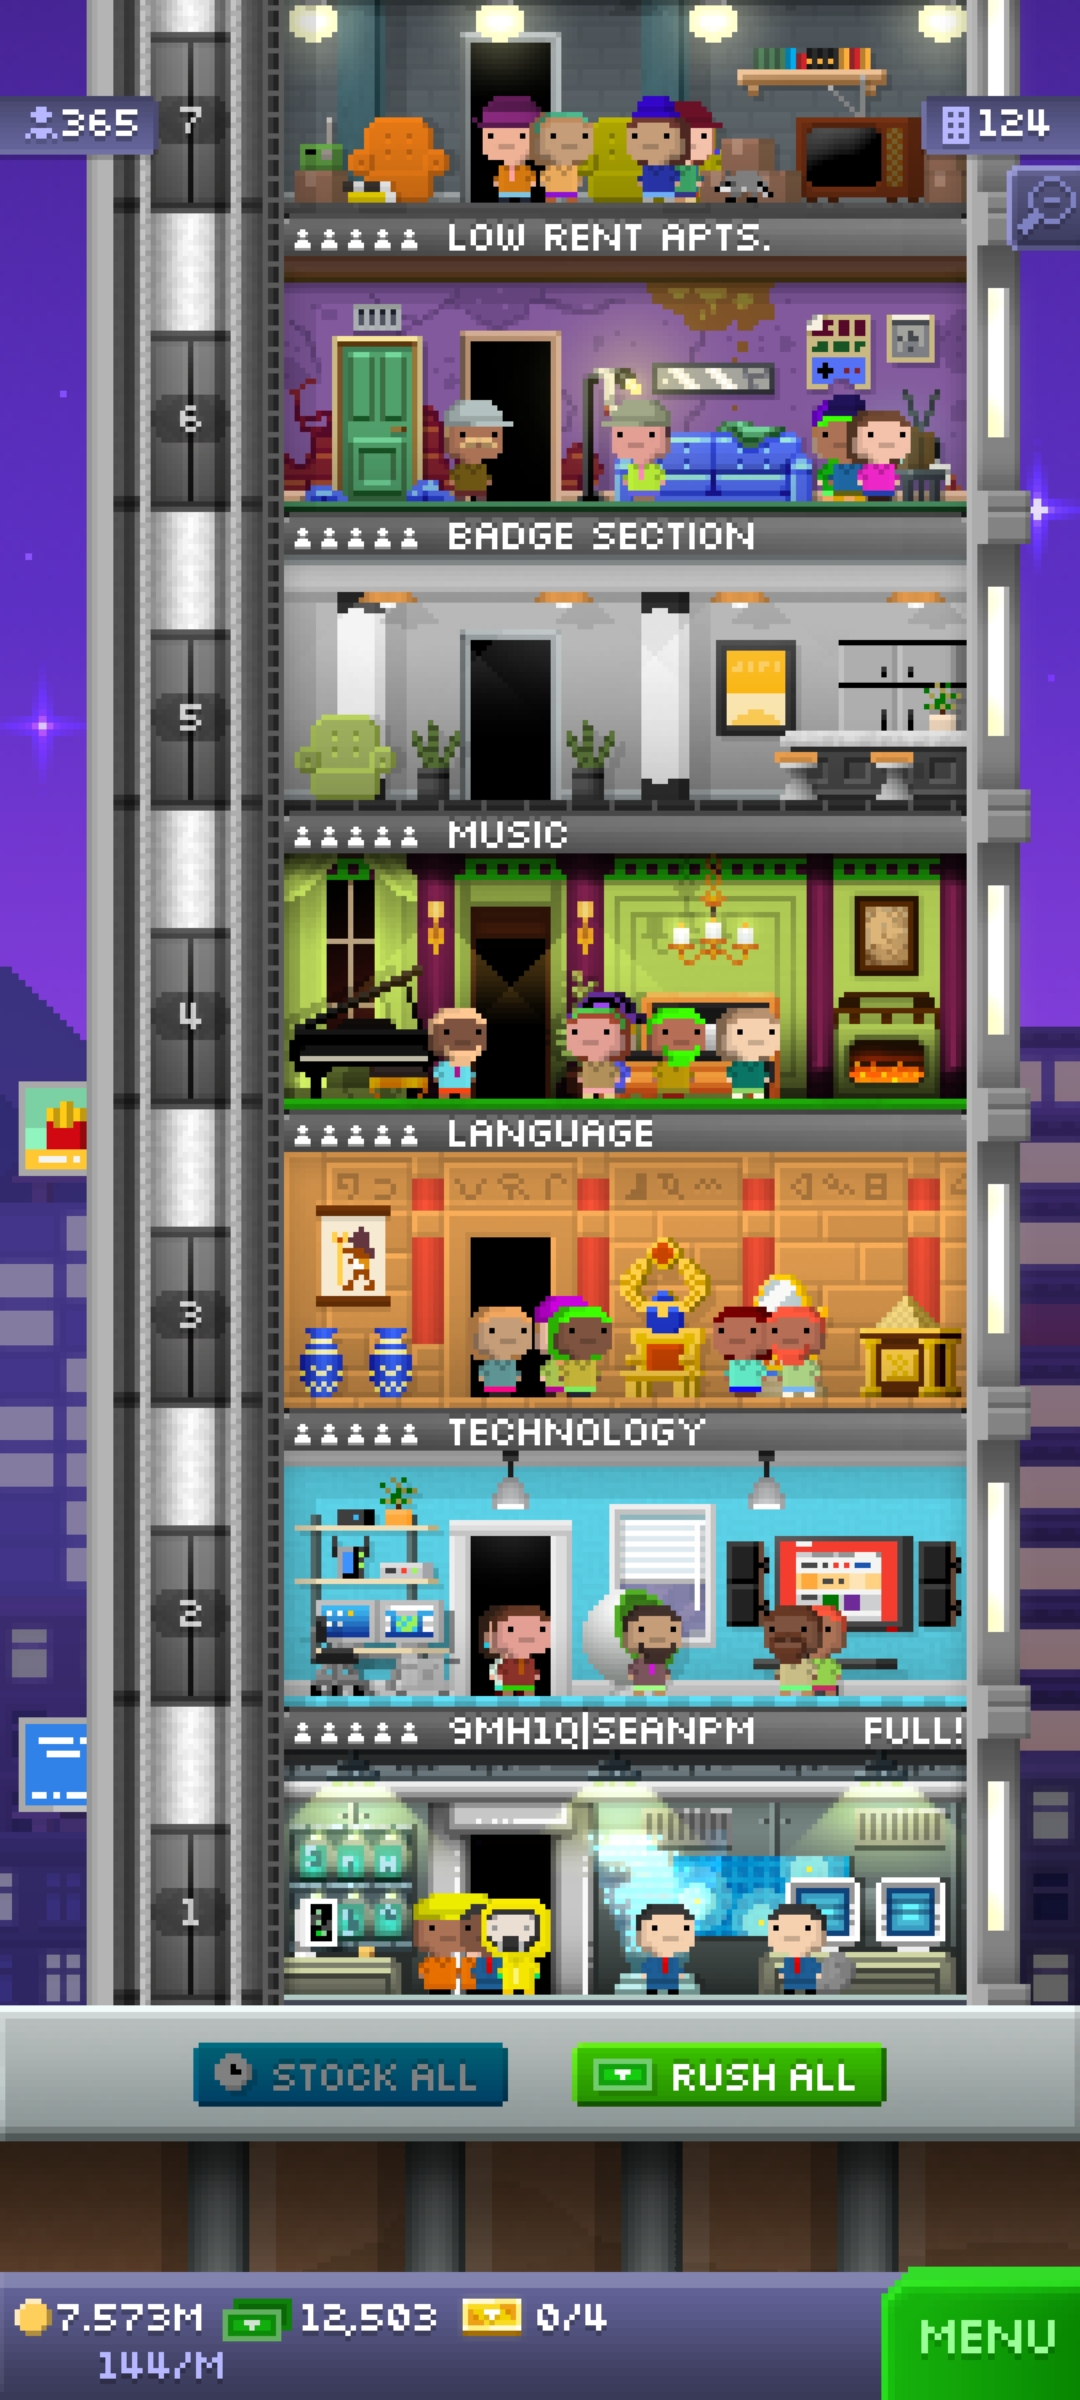 365
7
124
LOW RENT APTS.
6
BADGE SECTION
5
MUSIC
4
LANGUAGE
3
TECHNOLOGY
2
9MH1Q|SEANPM FULL!
1
STOCK ALL
RUSH ALL
7.573M 12,503 0/4
144/M
MENU